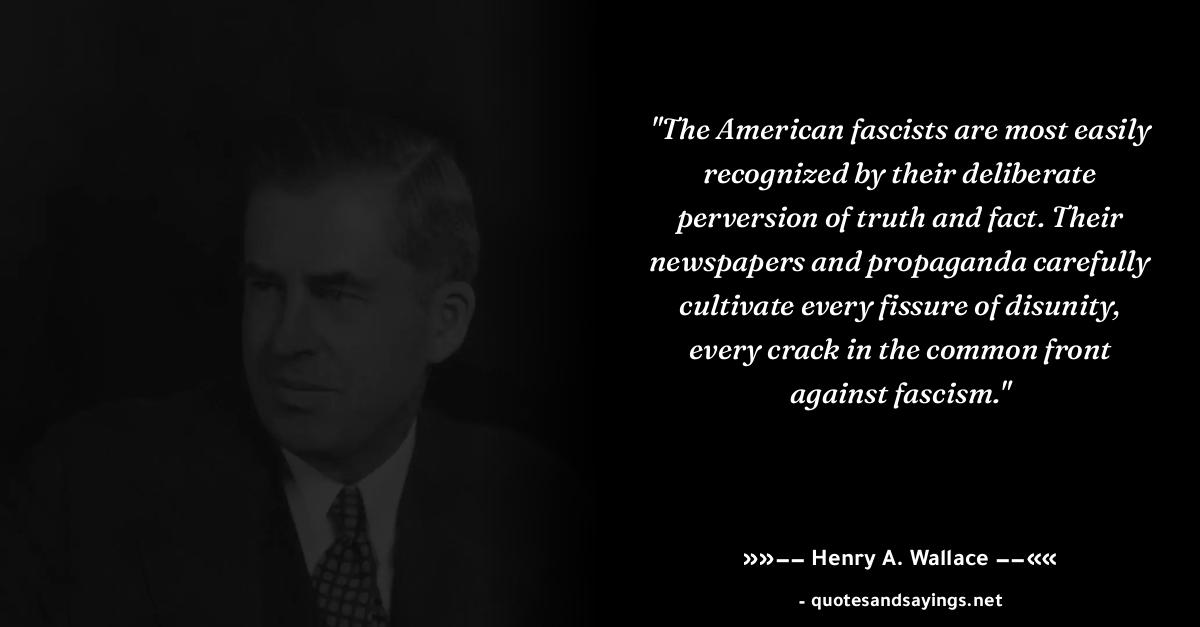 "The American fascists are most easily
recognized by their deliberate
perversion of truth and fact. Their
newspapers and propaganda carefully
cultivate every fissure of disunity,
every crack in the common front
against fascism."
»»–– Henry A. Wallace ––««
- quotesandsayings.net